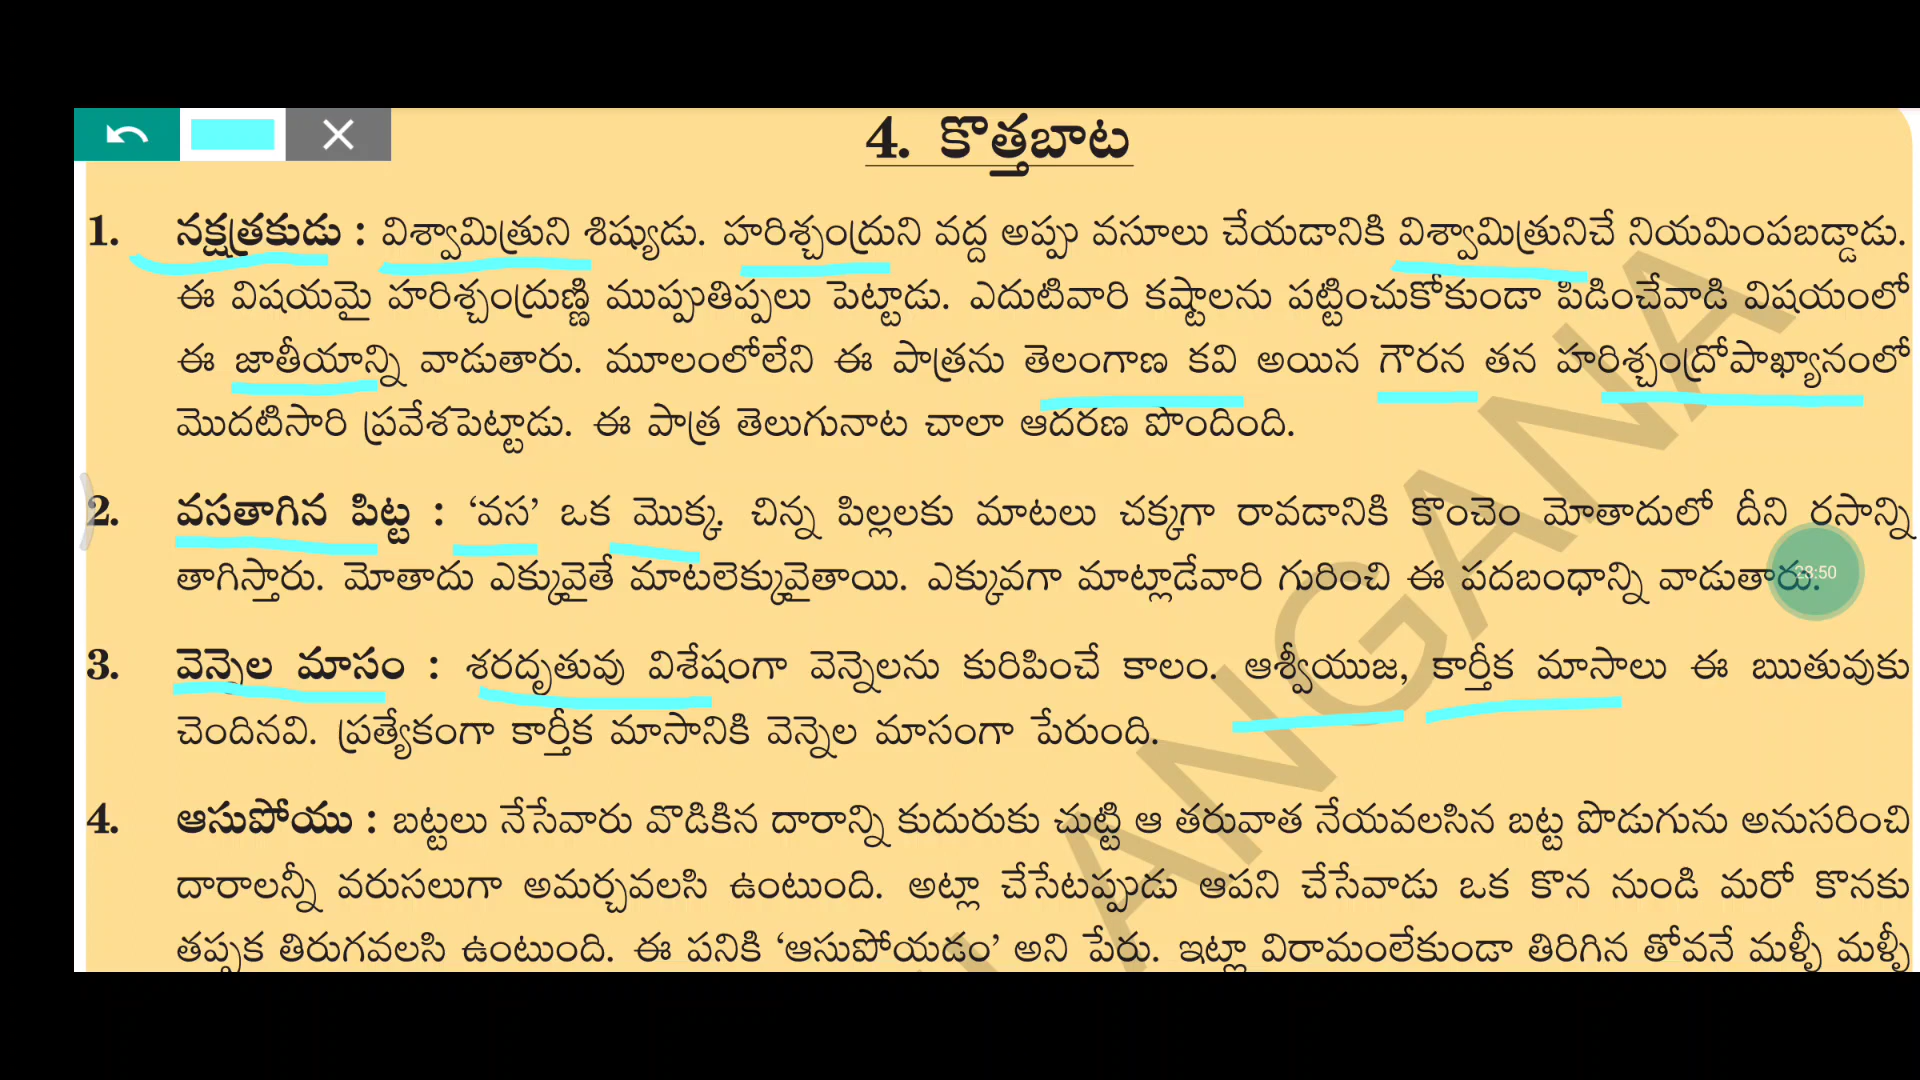 4. కొత్తబాట
1. నక్షత్రకుడు : విశ్వామిత్రుని శిష్యుడు. హరిశ్చంద్రుని వద్ద అప్పు వసూలు చేయడానికి విశ్వామిత్రునిచే నియమింపబడ్డాడు.
ఈ విషయమై హరిశ్చంద్రుణ్ణి ముప్పుతిప్పలు పెట్టాడు. ఎదుటివారి కష్టాలను పట్టించుకోకుండా పీడించేవాడి విషయంలో
ఈ జాతీయాన్ని వాడుతారు. మూలంలోలేని ఈ పాత్రను తెలంగాణ కవి అయిన గౌరన తన హరిశ్చంద్రోపాఖ్యానంలో
మొదటిసారి ప్రవేశపెట్టాడు. ఈ పాత్ర తెలుగునాట చాలా ఆదరణ పొందింది.
2. వసతాగిన పిట్ట : ‘వస’ ఒక మొక్క. చిన్న పిల్లలకు మాటలు చక్కగా రావడానికి కొంచెం మోతాదులో దీని రసాన్ని
తాగిస్తారు. మోతాదు ఎక్కువైతే మాటలెక్కువైతాయి. ఎక్కువగా మాట్లాడేవారి గురించి ఈ పదబంధాన్ని వాడుతారు.
28:50
3. వెన్నెల మాసం : శరదృతువు విశేషంగా వెన్నెలను కురిపించే కాలం. ఆశ్వీయుజ, కార్తీక మాసాలు ఈ ఋతువుకు
చెందినవి. ప్రత్యేకంగా కార్తీక మాసానికి వెన్నెల మాసంగా పేరుంది.
4. ఆసుపోయు : బట్టలు నేసేవారు వొడికిన దారాన్ని కుదురుకు చుట్టి ఆ తరువాత నేయవలసిన బట్ట పొడుగును అనుసరించి
దారాలన్నీ వరుసలుగా అమర్చవలసి ఉంటుంది. అట్లా చేసేటప్పుడు ఆపని చేసేవాడు ఒక కొన నుండి మరో కొనకు
తప్పక తిరుగవలసి ఉంటుంది. ఈ పనికి ‘ఆసుపోయడం’ అని పేరు. ఇట్లా విరామంలేకుండా తిరిగిన తోవనే మళ్ళీ మళ్ళీ